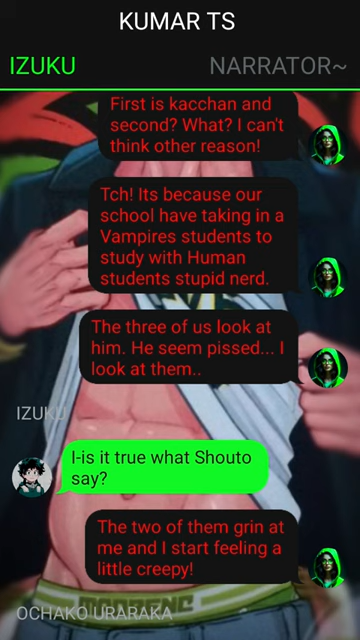 KUMAR TS
IZUKU
NARRATOR~
First is kacchan and
second? What? I can't
think other reason!
Tch! Its because our
school have taking in a
Vampires students to
study with Human
students stupid nerd.
The three of us look at
him. He seem pissed... I
look at them..
IZUKU
I-is it true what Shouto
say?
The two of them grin at
me and I start feeling a
little creepy!
OCHAKO URARAKA